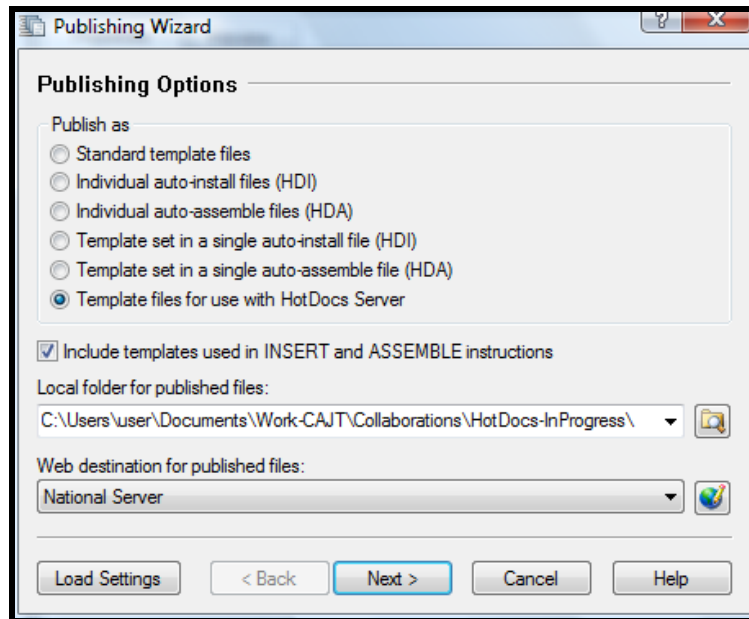 Publishing Wizard
Publishing Options
Publish as
Standard template files
Individual auto-install files (HDI)
Individual auto-assemble files (HDA)
Template set in a single auto-install file (HDI)
Template set in a single auto-assemble file (HDA)
Template files for use with HotDocs Server
Include templates used in INSERT and ASSEMBLE instructions
Local folder for published files:
C:\Users\user\Documents\Work-CAJT\Collaborations\HotDocs-InProgress\
Web destination for published files:
National Server
Load Settings < Back Next > Cancel Help